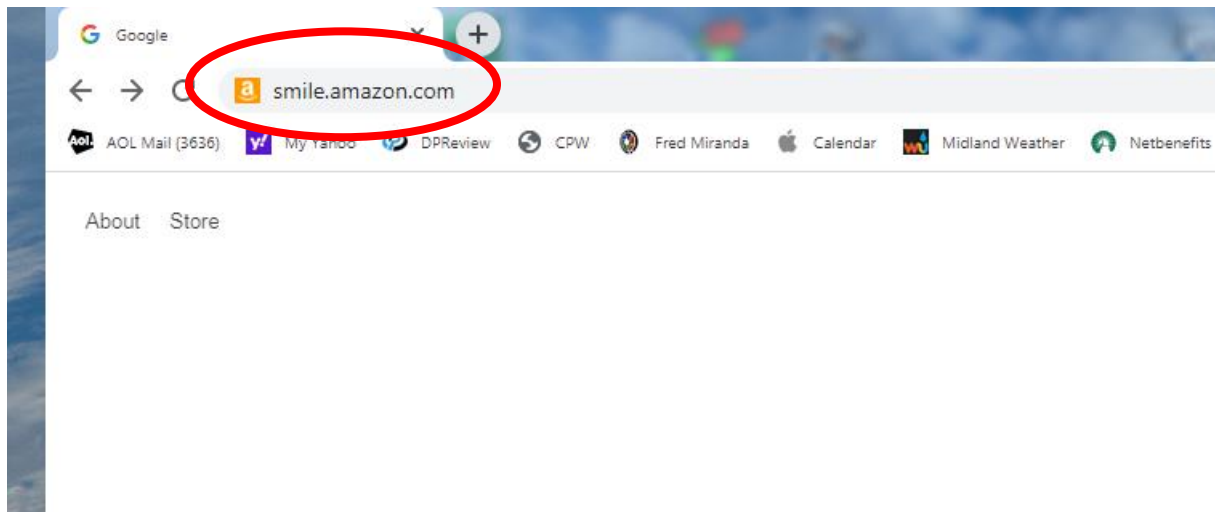 Google
smile.amazon.com
AOL Mail (3636) My Yahoo DPReview CPW Fred Miranda Calendar Midland Weather Netbenefits
About Store